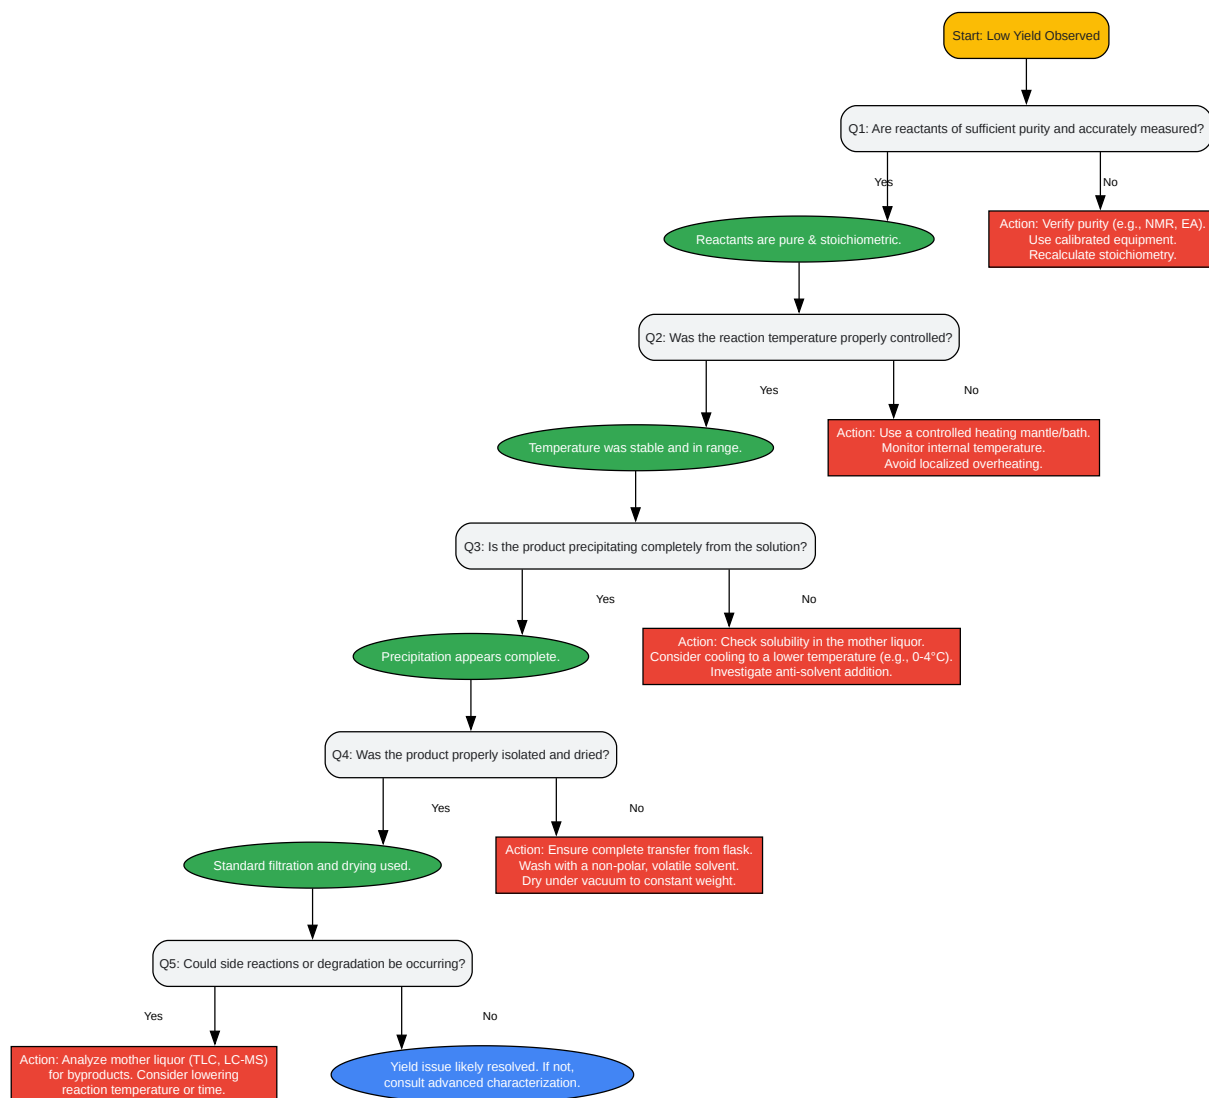 Start: Low Yield Observed
Q1: Are reactants of sufficient purity and accurately measured?
Yes
No
Reactants are pure & stoichiometric.
Action: Verify purity (e.g., NMR, EA).
Use calibrated equipment.
Recalculate stoichiometry.
Q2: Was the reaction temperature properly controlled?
Yes
No
Temperature was stable and in range.
Action: Use a controlled heating mantle/bath.
Monitor internal temperature.
Avoid localized overheating.
Q3: Is the product precipitating completely from the solution?
Yes
No
Precipitation appears complete.
Action: Check solubility in the mother liquor.
Consider cooling to a lower temperature (e.g., 0-4°C).
Investigate anti-solvent addition.
Q4: Was the product properly isolated and dried?
Yes
No
Standard filtration and drying used.
Action: Ensure complete transfer from flask.
Wash with a non-polar, volatile solvent.
Dry under vacuum to constant weight.
Q5: Could side reactions or degradation be occurring?
Yes
No
Action: Analyze mother liquor (TLC, LC-MS)
for byproducts. Consider lowering
reaction temperature or time.
Yield issue likely resolved. If not,
consult advanced characterization.